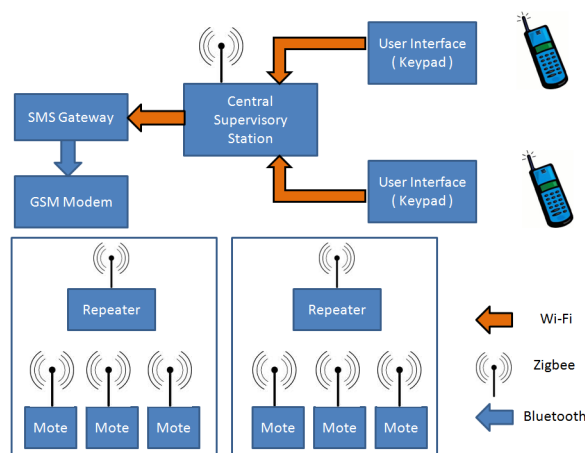 User Interface
( Keypad )
Central
Supervisory
Station
SMS Gateway
GSM Modem
User Interface
( Keypad )
Repeater
Repeater
Mote
Mote
Mote
Mote
Mote
Mote
Wi-Fi
Zigbee
Bluetooth